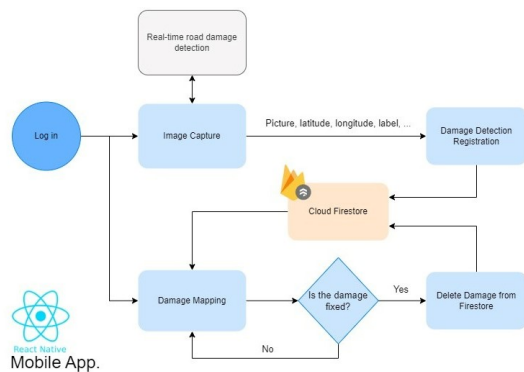 Real-time road damage
detection
Log in
Image Capture
Picture, latitude, longitude, label, ...
Damage Detection
Registration
Cloud Firestore
Damage Mapping
Is the damage
fixed?
Yes
Delete Damage from
Firestore
No
React Native
Mobile App.